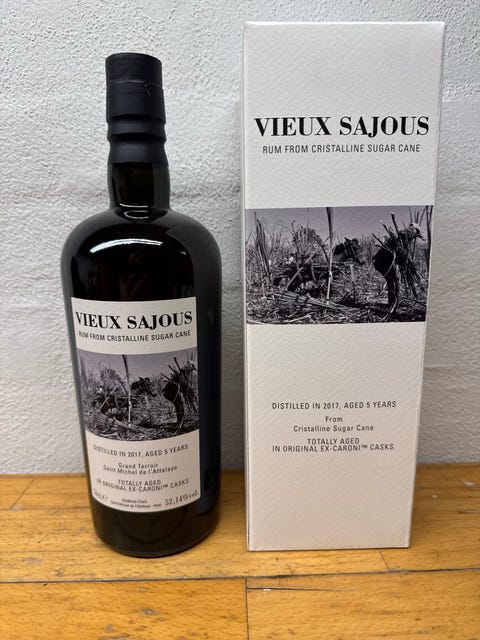 VIEUX SAJOUS
RUM FROM CRISTALLINE SUGAR CANE
DISTILLED IN 2017, AGED 5 YEARS
Grand Terroir
Saint Michel de l'Attalaye
TOTALLY AGED
IN ORIGINAL EX-CARONI™ CASKS
52,14%vol.
VIEUX SAJOUS
RUM FROM CRISTALLINE SUGAR CANE
DISTILLED IN 2017, AGED 5 YEARS
From
Cristalline Sugar Cane
TOTALLY AGED
IN ORIGINAL EX-CARONI™ CASKS